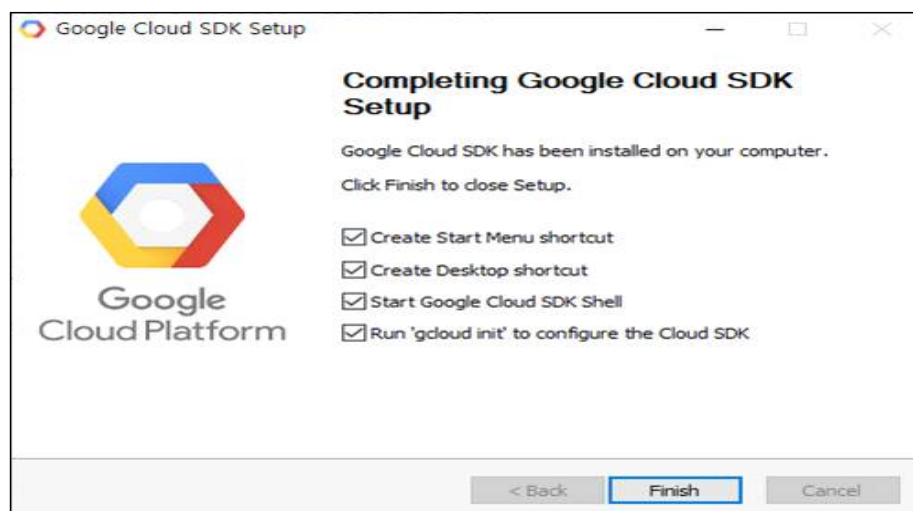 Google Cloud SDK Setup
Completing Google Cloud SDK
Setup
Google Cloud SDK has been installed on your computer.
Click Finish to close Setup.
Create Start Menu shortcut
Create Desktop shortcut
Start Google Cloud SDK Shell
Run 'gcloud init' to configure the Cloud SDK
Google
Cloud Platform
< Back Finish Cancel